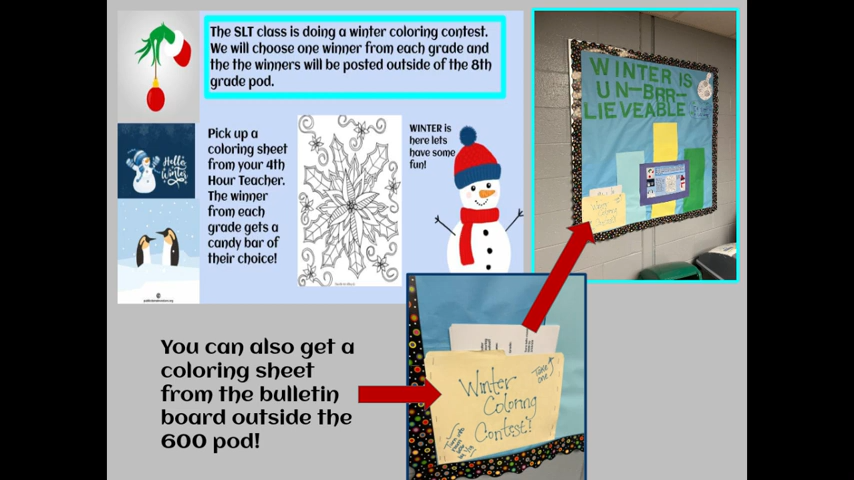 The SLT class is doing a winter coloring contest.
We will choose one winner from each grade and
the the winners will be posted outside of the 8th
grade pod.
Hello
Winter
Pick up a
coloring sheet
from your 4th
Hour Teacher.
The winner
from each
grade gets a
candy bar of
their choice!
WINTER is
here lets
have some
fun!
WINTER IS
UN-BRR-
LIEVEABLE
You can also get a
coloring sheet
from the bulletin
board outside the
600 pod!
Winter
Coloring
Contest!
Take
one